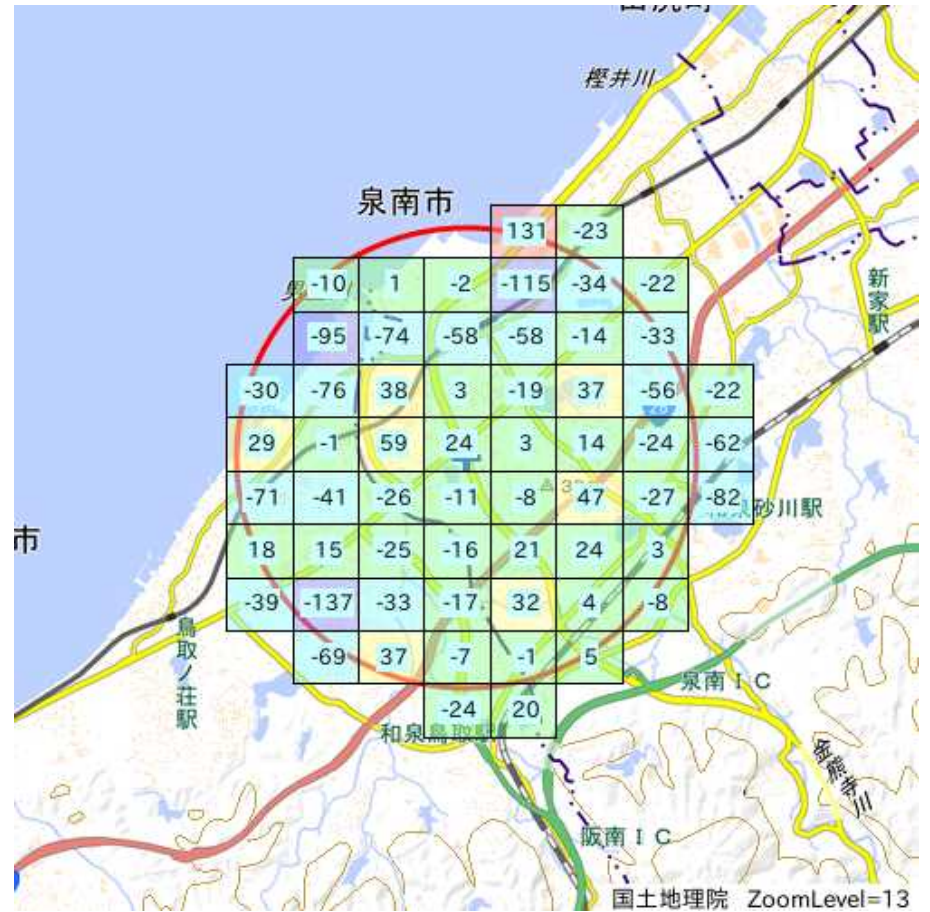 樫井川
泉南市
131 -23
-10 1 -2 -115 -34 -22
新家駅
-95 -74 -58 -58 -14 -33
-30 -76 38 3 -19 37 -56 -22
29 -1 59 24 3 14 -24 -62
-71 -41 -26 -11 -8 47 -27 -82
砂川駅
市
18 15 -25 -16 21 24 3
-39 -137 -33 -17 32 4 -8
鳥取ノ荘駅
-69 37 -7 -1 5
泉南IC
-24 20
和泉鳥取駅
金熊寺川
阪南IC
国土地理院 ZoomLevel=13